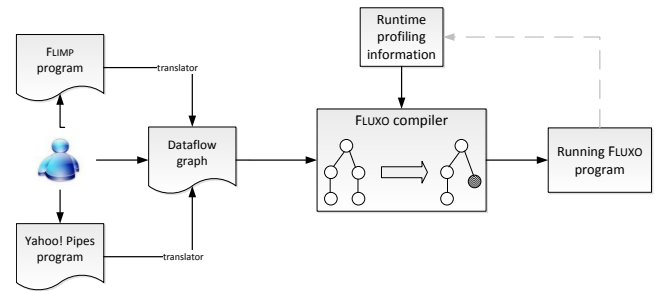 FLIMP
program
translator
Dataflow
graph
Yahoo! Pipes
program
translator
Runtime
profiling
information
FLUXO compiler
Running FLUXO
program